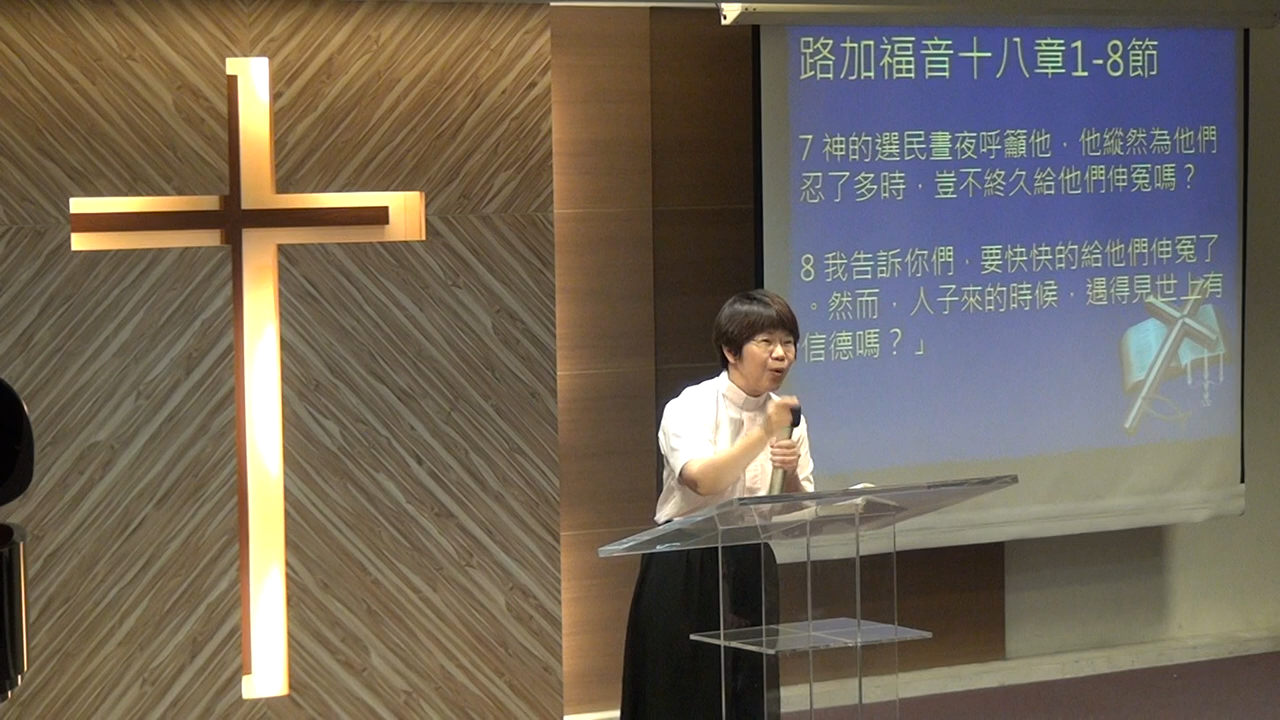 路加福音十八章1-8節
7 神的選民晝夜呼籲他，他縱然為他們
忍了多時，豈不終久給他們伸冤嗎？
8 我告訴你們，要快快的給他們伸冤了
。然而，人子來的時候，遇得見世上有
信德嗎？」